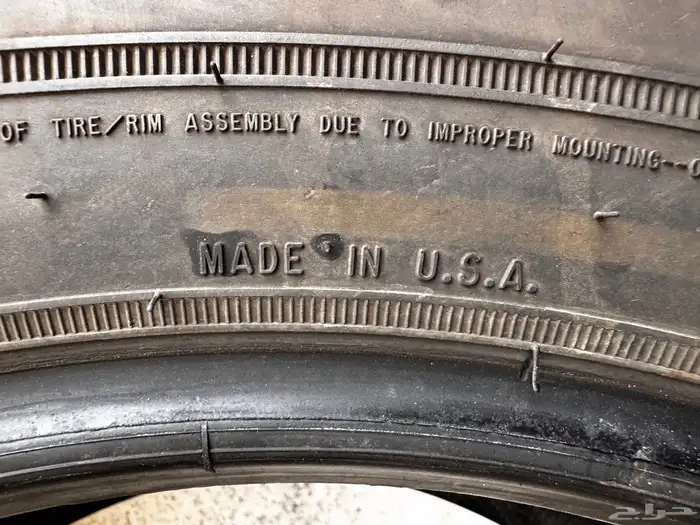 OF TIRE/RIM ASSEMBLY DUE TO IMPROPER MOUNTING--O
MADE IN U.S.A.
حراج